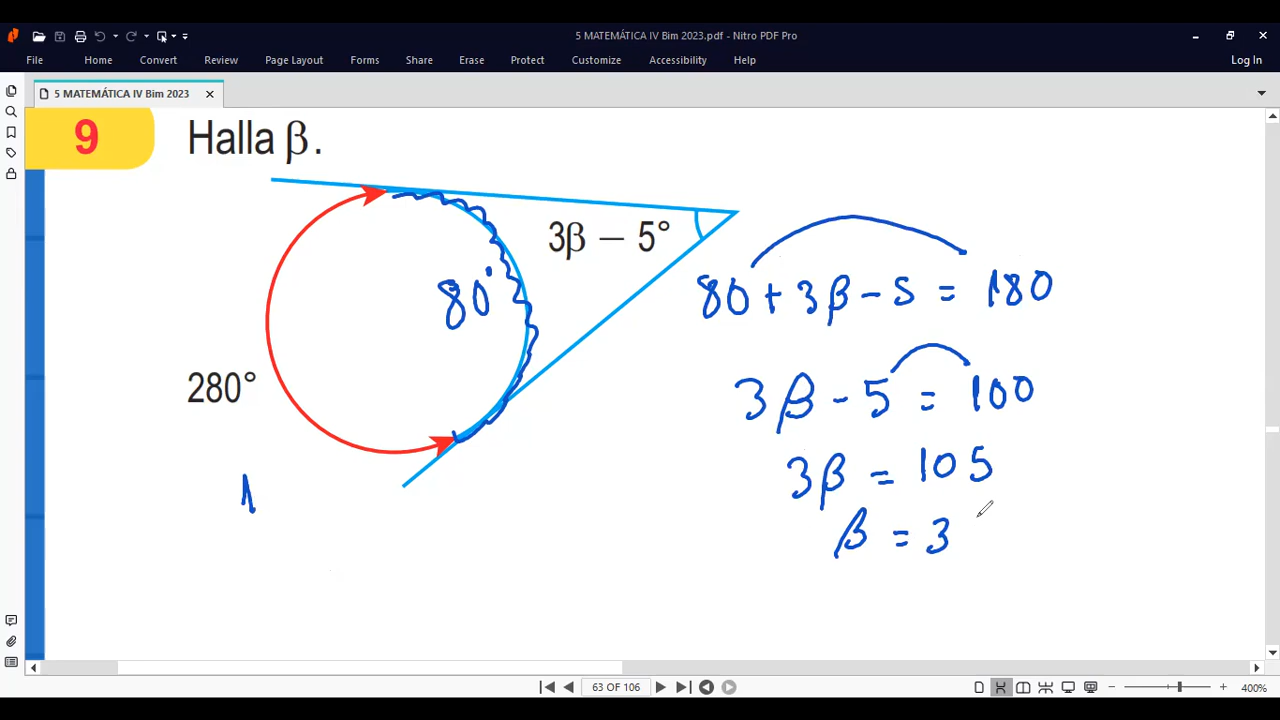 5 MATEMÁTICA IV Bim 2023.pdf - Nitro PDF Pro
File Home Convert Review Page Layout Forms Share Erase Protect Customize Accessibility Help Log In
5 MATEMÁTICA IV Bim 2023
9 Halla β.
3β − 5°
80°
280°
80 + 3β - 5 = 180
3β - 5 = 100
3β = 105
β = 3
63 OF 106
400%